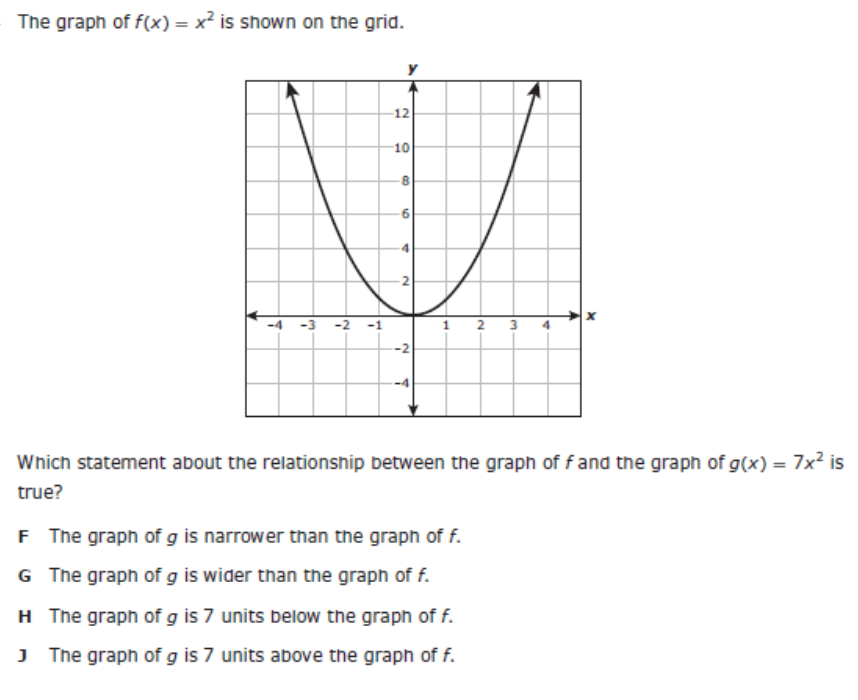 The graph of f(x) = x² is shown on the grid.
y
12
10
8
6
4
2
-4 -3 -2 -1 1 2 3 4 x
-2
-4
Which statement about the relationship between the graph of f and the graph of g(x) = 7x² is
true?
F The graph of g is narrower than the graph of f.
G The graph of g is wider than the graph of f.
H The graph of g is 7 units below the graph of f.
J The graph of g is 7 units above the graph of f.